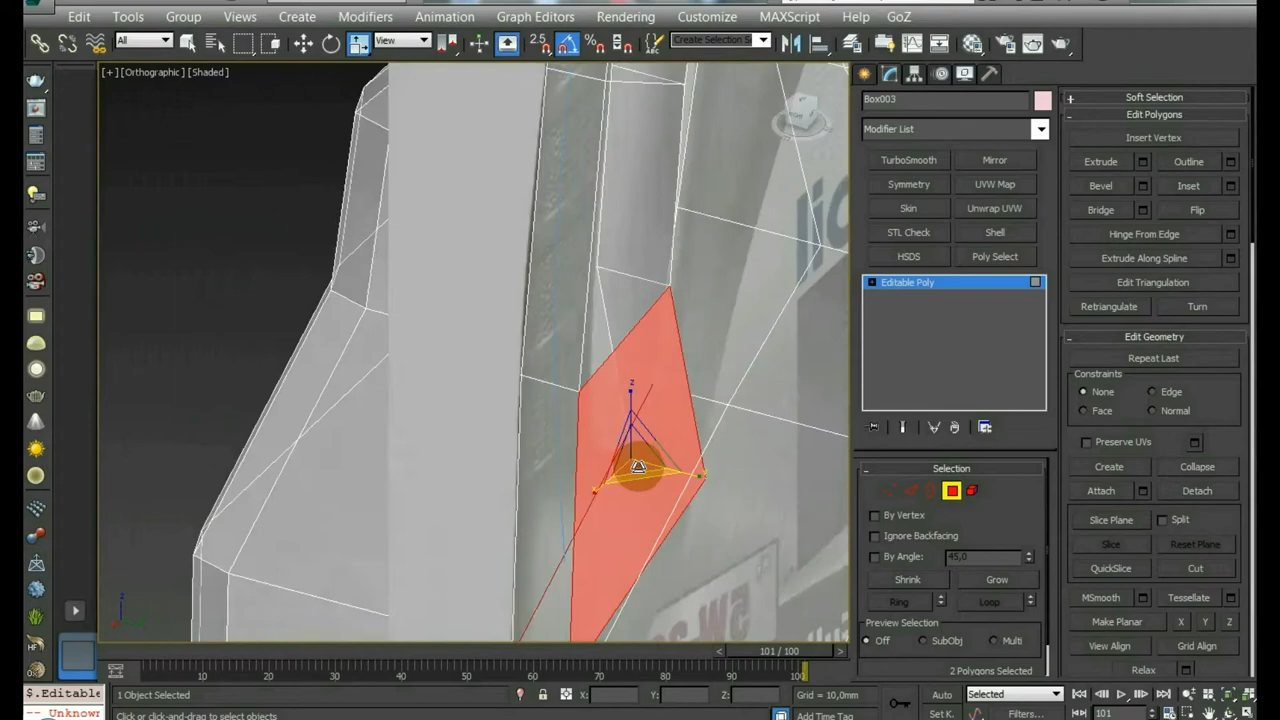 Edit Tools Group Views Create Modifiers Animation Graph Editors Rendering Customize MAXScript Help GoZ
All View 2.5 Create Selection S
[+] [Orthographic] [Shaded]
Box003
Modifier List
TurboSmooth Mirror
Symmetry UVW Map
Skin Unwrap UVW
STL Check Shell
HSDS Poly Select
Editable Poly
Selection
By Vertex
Ignore Backfacing
By Angle: 45,0
Shrink Grow
Ring Loop
Preview Selection
Off SubObj Multi
2 Polygons Selected
Soft Selection
Edit Polygons
Insert Vertex
Extrude Outline
Bevel Inset
Bridge Flip
Hinge From Edge
Extrude Along Spline
Edit Triangulation
Retriangulate Turn
Edit Geometry
Repeat Last
Constraints
None Edge
Face Normal
Preserve UVs
Create Collapse
Attach Detach
Slice Plane Split
Slice Reset Plane
QuickSlice Cut
MSmooth Tessellate
Make Planar X Y Z
View Align Grid Align
Relax
z
z
101 / 100
10 20 30 40 50 60 70 80 90 100
$.Editable
-- Unknown
1 Object Selected X: Y: Z: Grid = 10,0mm Auto Selected
Click or click-and-drag to select objects Add Time Tag Set K. Filters... 101